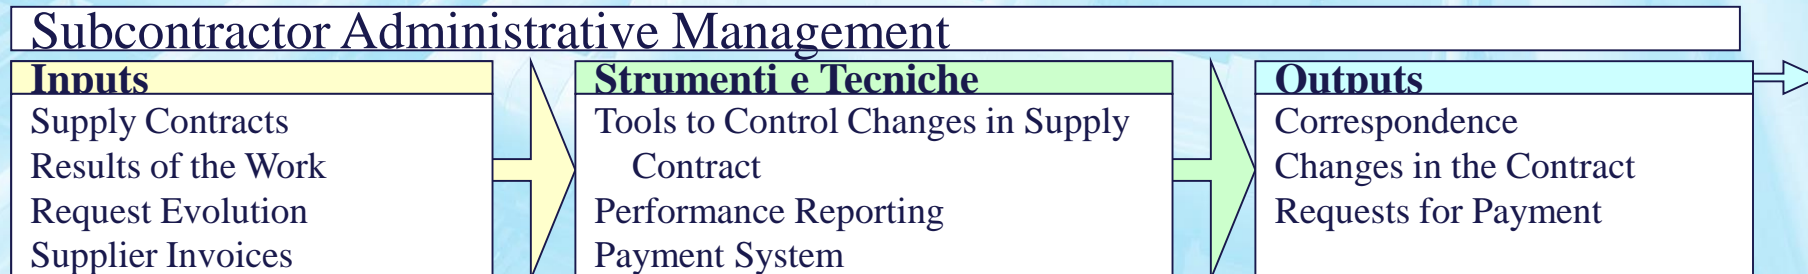 Subcontractor Administrative Management
Inputs
Supply Contracts
Results of the Work
Request Evolution
Supplier Invoices
Strumenti e Tecniche
Tools to Control Changes in Supply
Contract
Performance Reporting
Payment System
Outputs
Correspondence
Changes in the Contract
Requests for Payment